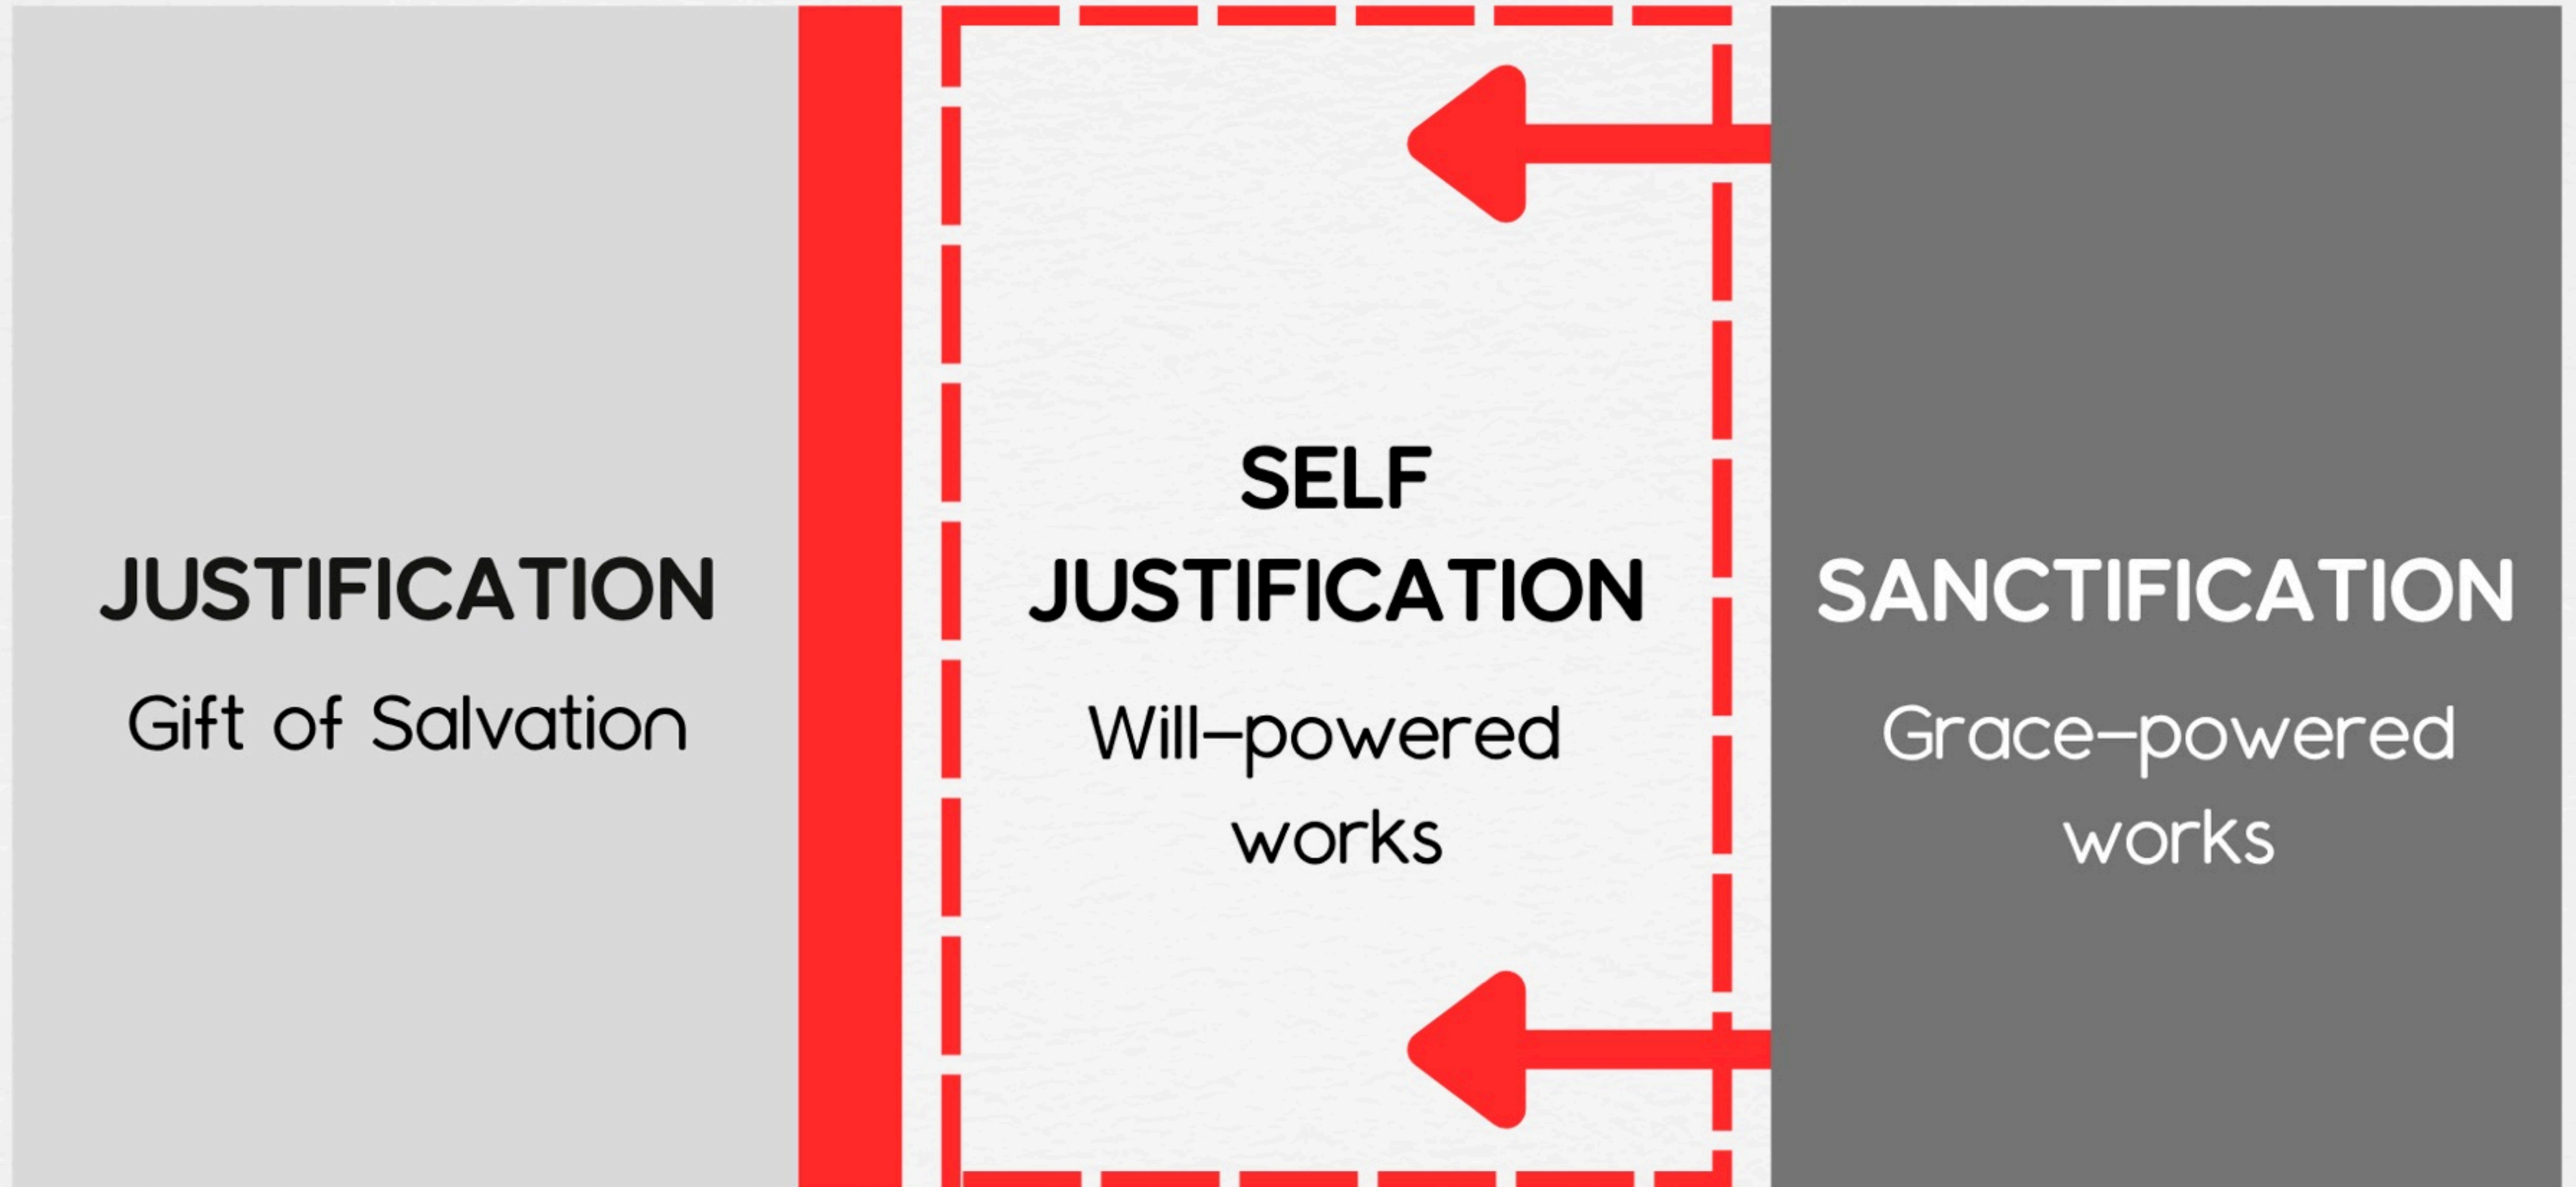 JUSTIFICATION
Gift of Salvation
SELF
JUSTIFICATION
Will-powered
works
SANCTIFICATION
Grace-powered
works